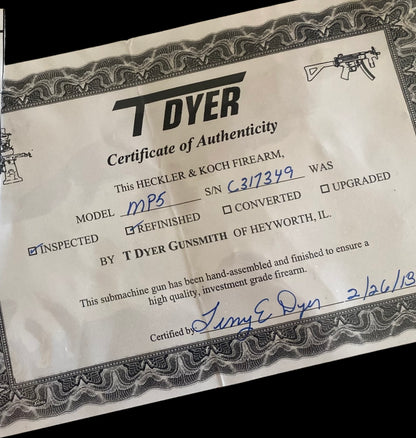 T DYER
Certificate of Authenticity
This HECKLER & KOCH FIREARM,
MODEL MP5 S/N C317349 WAS
☑ INSPECTED ☑ REFINISHED ☐ CONVERTED ☐ UPGRADED
BY T DYER GUNSMITH OF HEYWORTH, IL.
This submachine gun has been hand-assembled and finished to ensure a
high quality, investment grade firearm.
Certified by Terry E Dyer 2/26/13